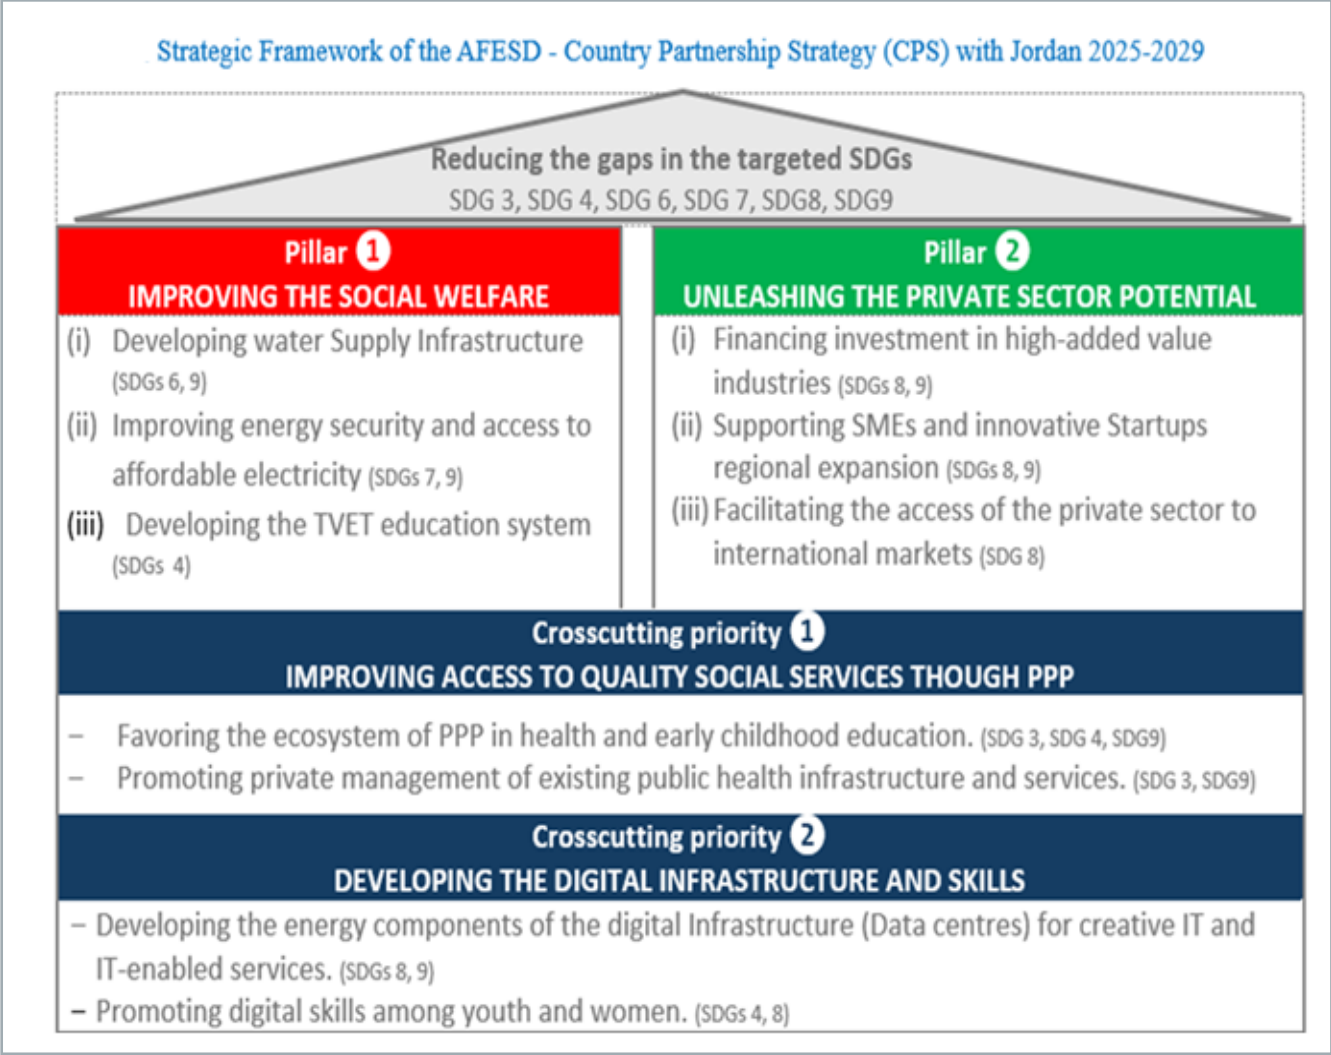 Strategic Framework of the AFESD - Country Partnership Strategy (CPS) with Jordan 2025-2029
Reducing the gaps in the targeted SDGs
SDG 3, SDG 4, SDG 6, SDG 7, SDG8, SDG9
Pillar 1
IMPROVING THE SOCIAL WELFARE
(i) Developing water Supply Infrastructure
(SDGs 6, 9)
(ii) Improving energy security and access to
affordable electricity (SDGs 7, 9)
(iii) Developing the TVET education system
(SDGs 4)
Pillar 2
UNLEASHING THE PRIVATE SECTOR POTENTIAL
(i) Financing investment in high-added value
industries (SDGs 8, 9)
(ii) Supporting SMEs and innovative Startups
regional expansion (SDGs 8, 9)
(iii) Facilitating the access of the private sector to
international markets (SDG 8)
Crosscutting priority 1
IMPROVING ACCESS TO QUALITY SOCIAL SERVICES THOUGH PPP
– Favoring the ecosystem of PPP in health and early childhood education. (SDG 3, SDG 4, SDG9)
– Promoting private management of existing public health infrastructure and services. (SDG 3, SDG9)
Crosscutting priority 2
DEVELOPING THE DIGITAL INFRASTRUCTURE AND SKILLS
– Developing the energy components of the digital Infrastructure (Data centres) for creative IT and
IT-enabled services. (SDGs 8, 9)
– Promoting digital skills among youth and women. (SDGs 4, 8)